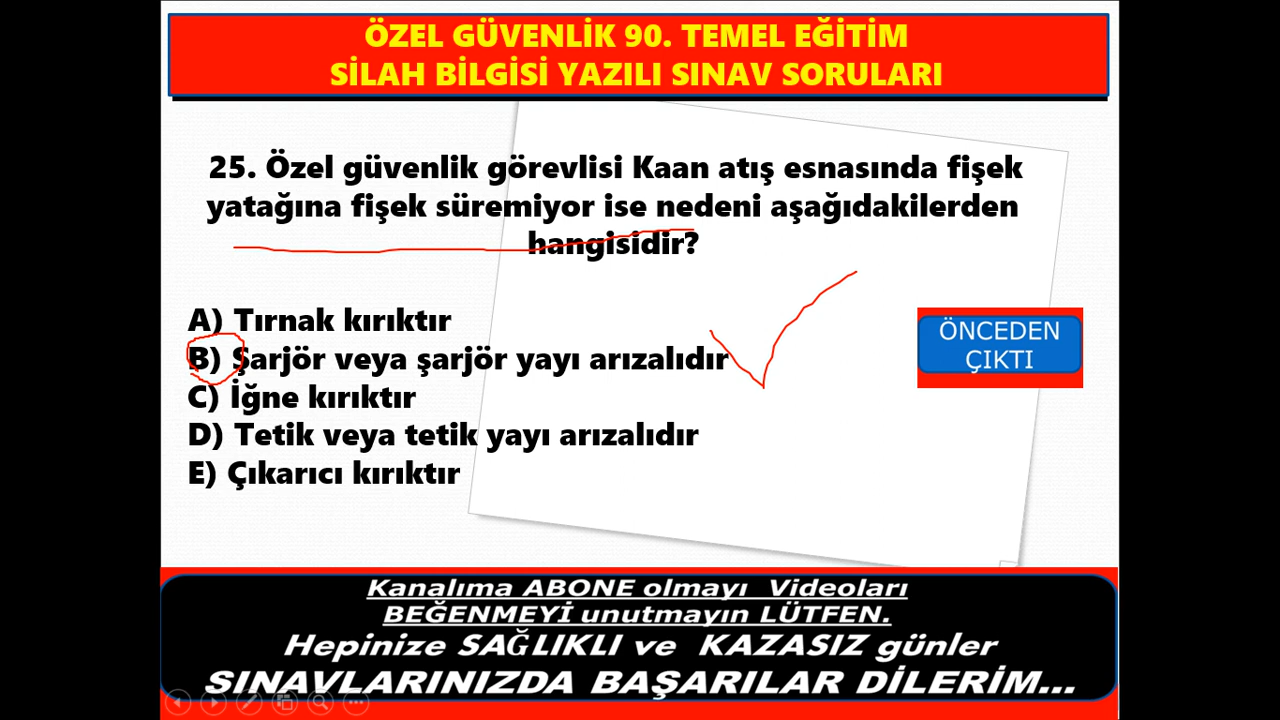 ÖZEL GÜVENLİK 90. TEMEL EĞİTİM
SİLAH BİLGİSİ YAZILI SINAV SORULARI
25. Özel güvenlik görevlisi Kaan atış esnasında fişek
yatağına fişek süremiyor ise nedeni aşağıdakilerden
hangisidir?
A) Tırnak kırıktır
B) Şarjör veya şarjör yayı arızalıdır
C) İğne kırıktır
D) Tetik veya tetik yayı arızalıdır
E) Çıkarıcı kırıktır
ÖNCEDEN
ÇIKTI
Kanalıma ABONE olmayı Videoları
BEĞENMEYİ unutmayın LÜTFEN.
Hepinize SAĞLIKLI ve KAZASIZ günler
SINAVLARINIZDA BAŞARILAR DİLERİM...